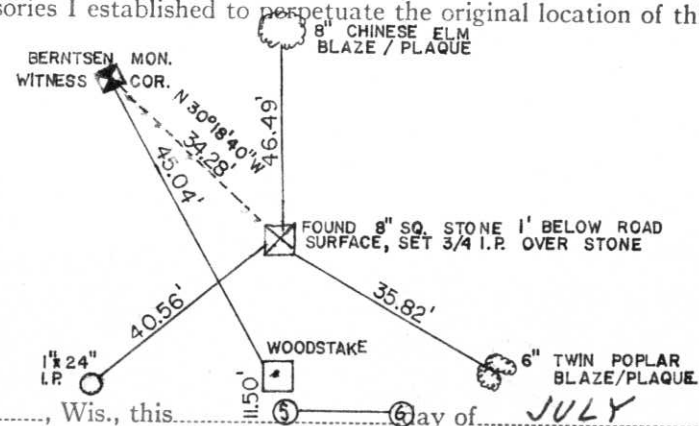 sories I established to perpetuate the original location of th
8" CHINESE ELM
BLAZE / PLAQUE
BERNTSEN MON.
WITNESS COR.
N 30°18'40" W
34.28'
46.49'
45.04'
FOUND 8" SQ. STONE 1' BELOW ROAD
SURFACE, SET 3/4 I.P. OVER STONE
40.56'
35.82'
WOODSTAKE
1"x 24"
I.P.
6" TWIN POPLAR
BLAZE/PLAQUE
11.50'
5 6
, Wis., this day of JULY